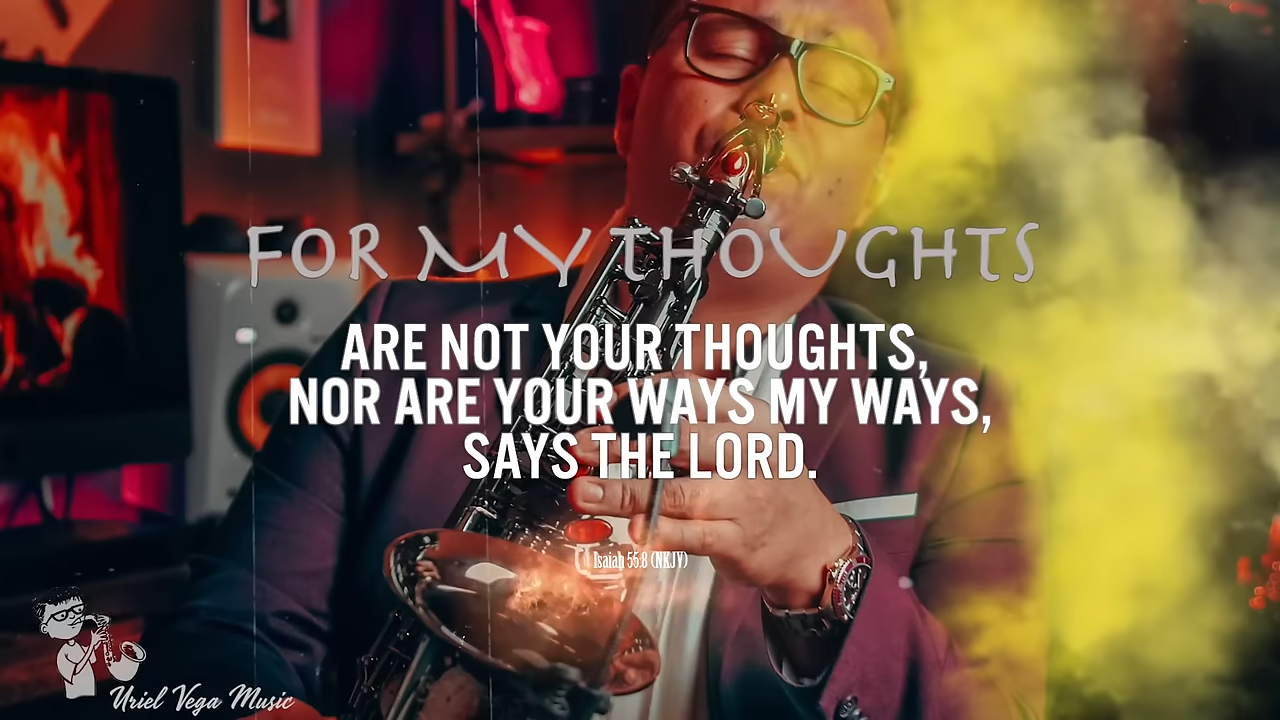 FOR MY THOUGHTS
ARE NOT YOUR THOUGHTS,
NOR ARE YOUR WAYS MY WAYS,
SAYS THE LORD.
Isaiah 55:8 (NKJV)
Uriel Vega Music